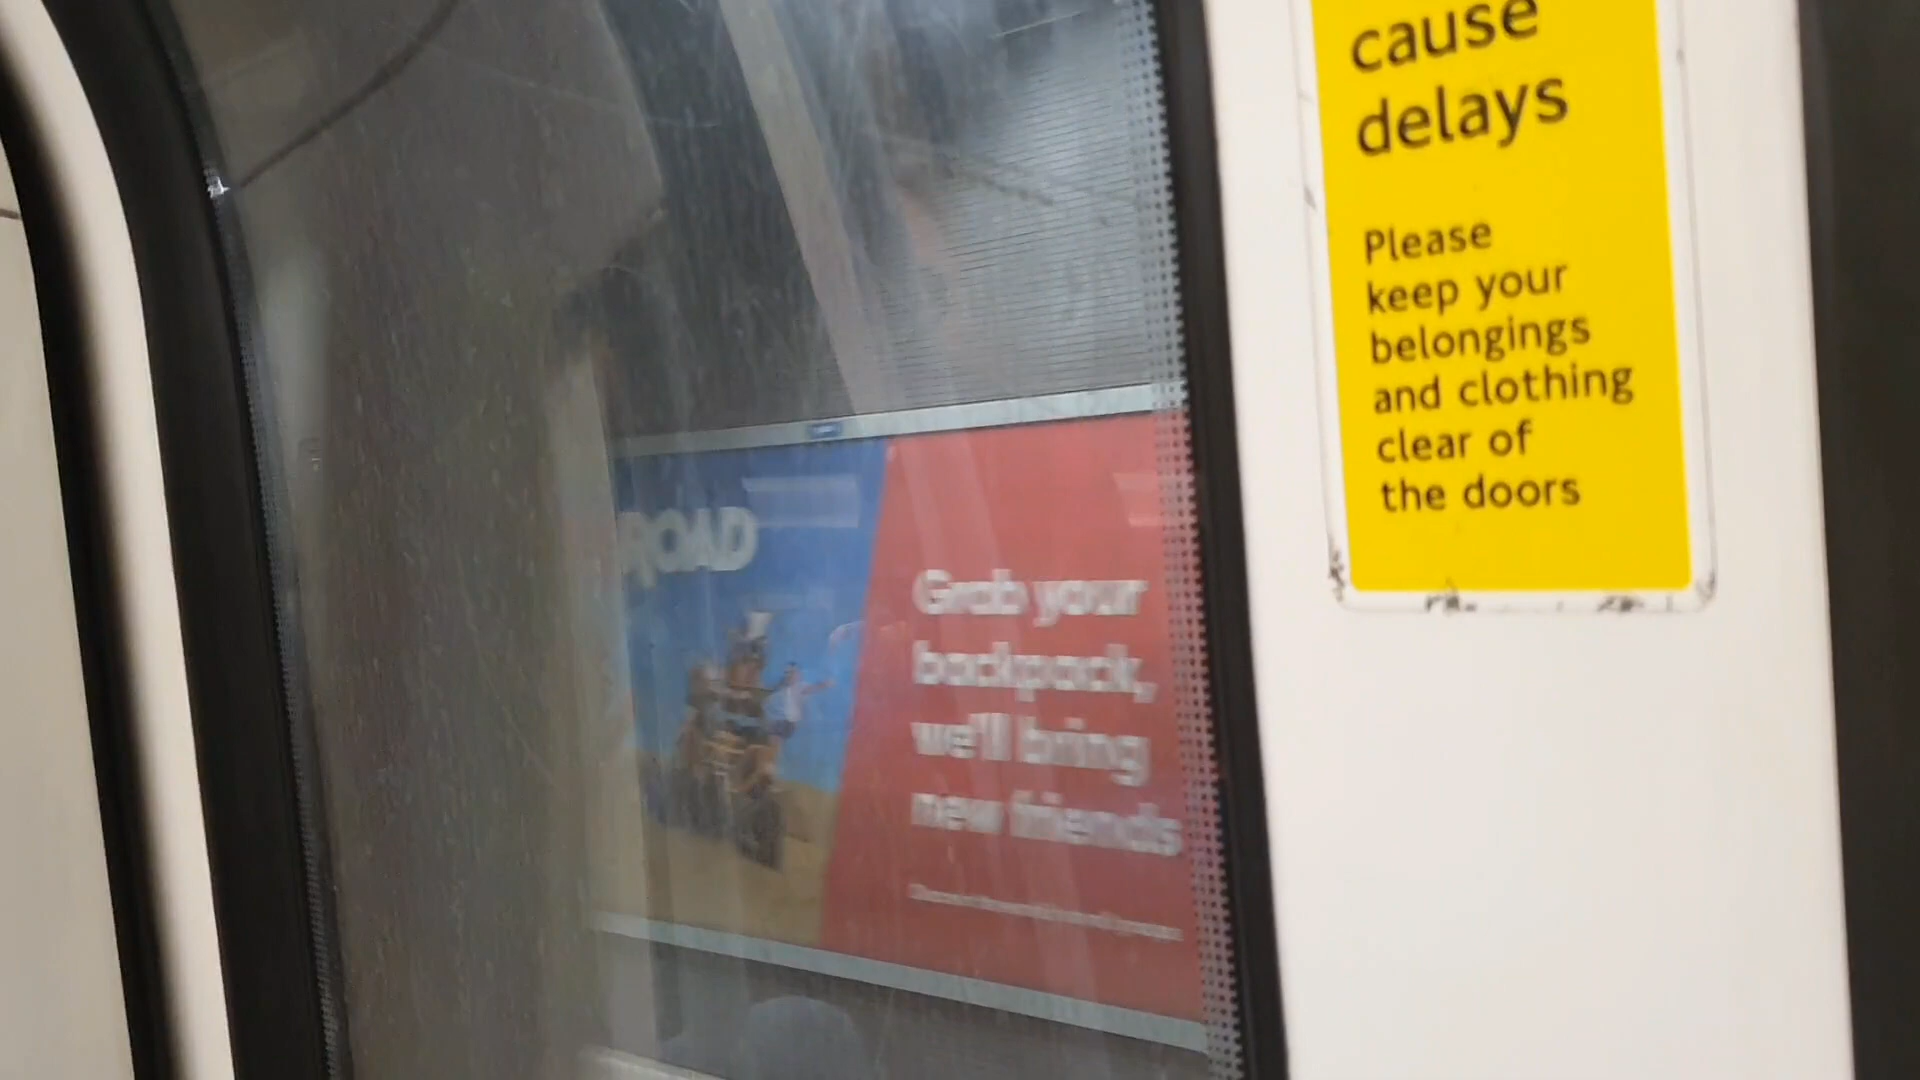 cause
delays
Please
keep your
belongings
and clothing
clear of
the doors
ROAD
Grab your
backpack,
we'll bring
new friends